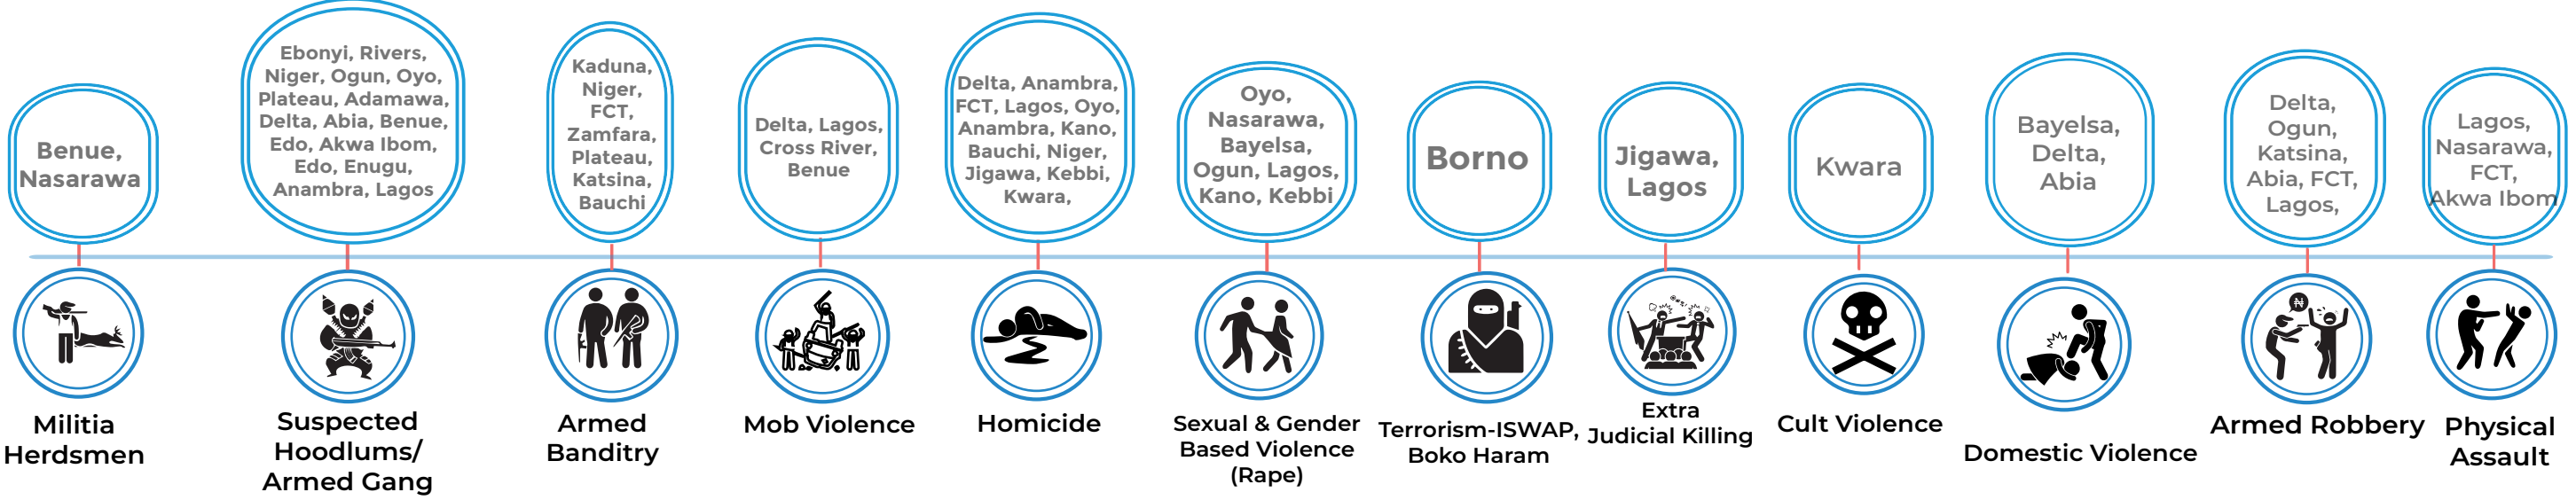 Benue,
Nasarawa
Ebonyi, Rivers,
Niger, Ogun, Oyo,
Plateau, Adamawa,
Delta, Abia, Benue,
Edo, Akwa Ibom,
Edo, Enugu,
Anambra, Lagos
Kaduna,
Niger,
FCT,
Zamfara,
Plateau,
Katsina,
Bauchi
Delta, Lagos,
Cross River,
Benue
Delta, Anambra,
FCT, Lagos, Oyo,
Anambra, Kano,
Bauchi, Niger,
Jigawa, Kebbi,
Kwara,
Oyo,
Nasarawa,
Bayelsa,
Ogun, Lagos,
Kano, Kebbi
Borno
Jigawa,
Lagos
Kwara
Bayelsa,
Delta,
Abia
Delta,
Ogun,
Katsina,
Abia, FCT,
Lagos,
Lagos,
Nasarawa,
FCT,
Akwa Ibom
₦
Militia
Herdsmen
Suspected
Hoodlums/
Armed Gang
Armed
Banditry
Mob Violence
Homicide
Sexual & Gender
Based Violence
(Rape)
Terrorism-ISWAP,
Boko Haram
Extra
Judicial Killing
Cult Violence
Domestic Violence
Armed Robbery
Physical
Assault